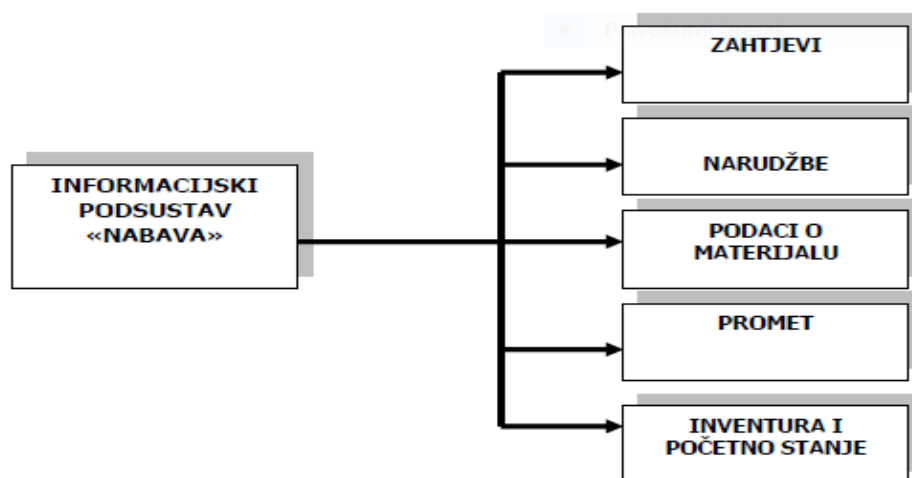 ZAHTJEVI
INFORMACIJSKI
PODSUSTAV
«NABAVA»
NARUDŽBE
PODACI O
MATERIJALU
PROMET
INVENTURA I
POČETNO STANJE